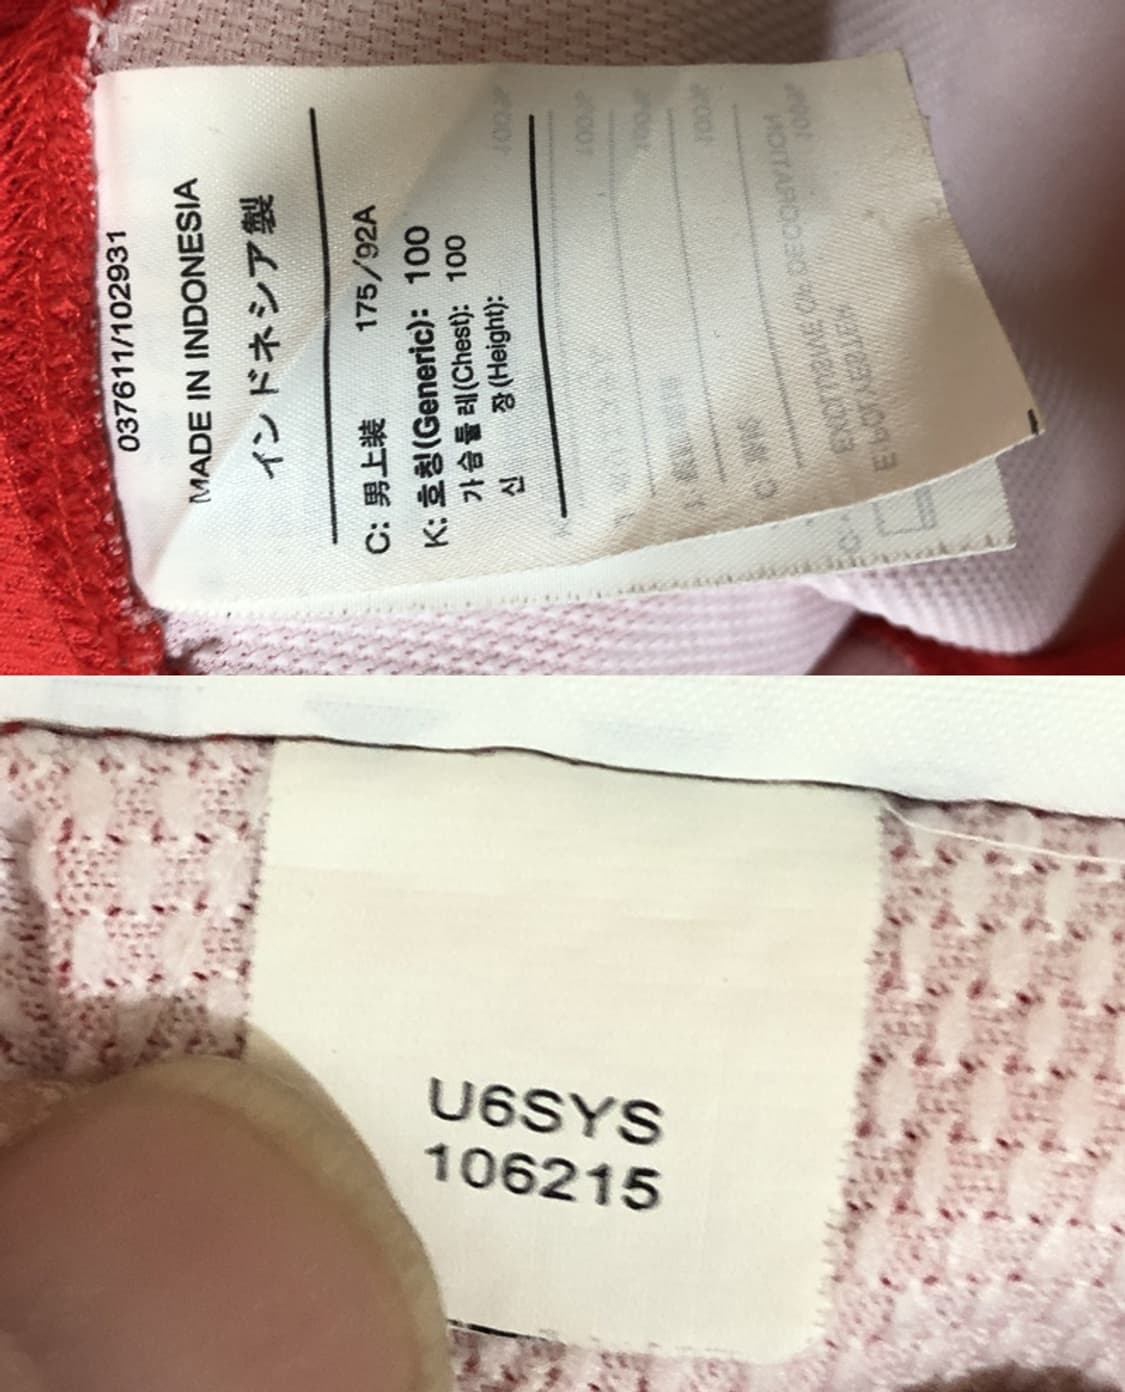 037611/102931
MADE IN INDONESIA
インドネシア製
C: 男上装 175/92A
K: 호칭(Generic): 100
가슴둘레(Chest): 100
신 장(Height):
U6SYS
106215